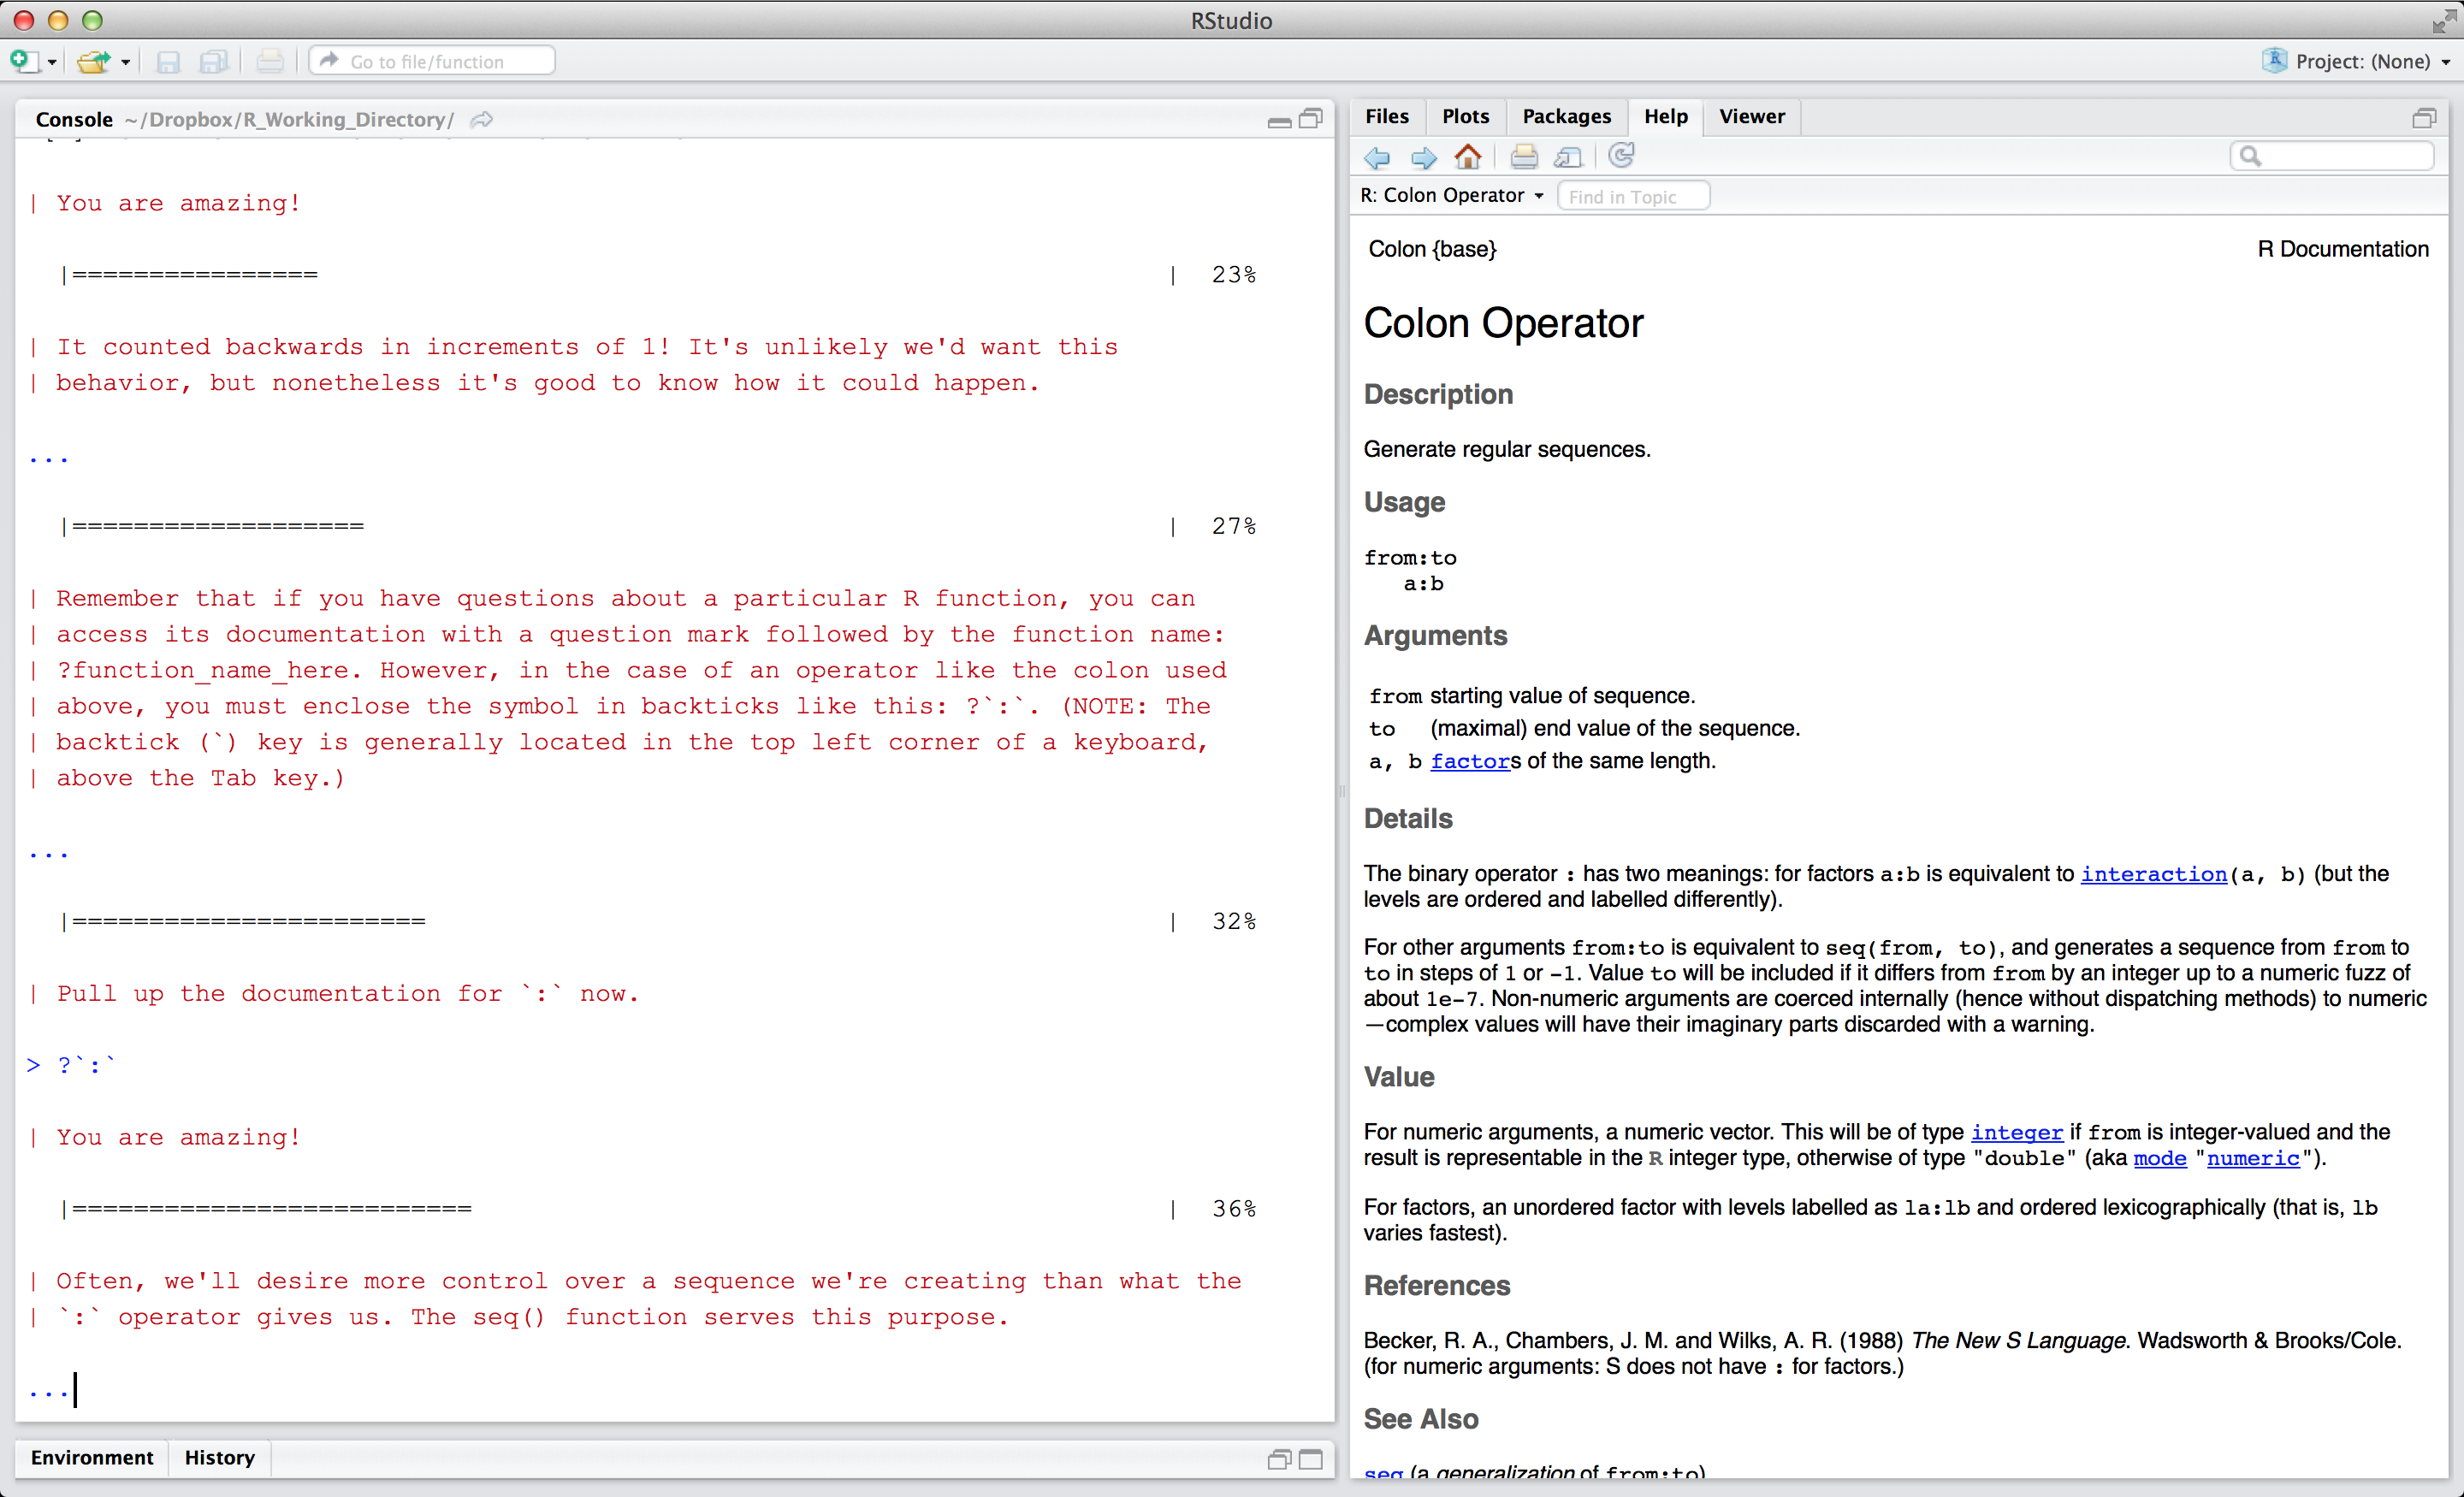 RStudio
Go to file/function
Project: (None)
Console ~/Dropbox/R_Working_Directory/
| You are amazing!
|================ | 23%
| It counted backwards in increments of 1! It's unlikely we'd want this
| behavior, but nonetheless it's good to know how it could happen.
...
|=================== | 27%
| Remember that if you have questions about a particular R function, you can
| access its documentation with a question mark followed by the function name:
| ?function_name_here. However, in the case of an operator like the colon used
| above, you must enclose the symbol in backticks like this: ?`:`. (NOTE: The
| backtick (`) key is generally located in the top left corner of a keyboard,
| above the Tab key.)
...
|======================= | 32%
| Pull up the documentation for `:` now.
> ?`:`
| You are amazing!
|========================== | 36%
| Often, we'll desire more control over a sequence we're creating than what the
| `:` operator gives us. The seq() function serves this purpose.
...
Environment History
Files Plots Packages Help Viewer
R: Colon Operator Find in Topic
Colon {base} R Documentation
Colon Operator
Description
Generate regular sequences.
Usage
from:to
a:b
Arguments
from starting value of sequence.
to (maximal) end value of the sequence.
a, b factors of the same length.
Details
The binary operator : has two meanings: for factors a:b is equivalent to interaction(a, b) (but the
levels are ordered and labelled differently).
For other arguments from:to is equivalent to seq(from, to), and generates a sequence from from to
to in steps of 1 or -1. Value to will be included if it differs from from by an integer up to a numeric fuzz of
about 1e-7. Non-numeric arguments are coerced internally (hence without dispatching methods) to numeric
—complex values will have their imaginary parts discarded with a warning.
Value
For numeric arguments, a numeric vector. This will be of type integer if from is integer-valued and the
result is representable in the R integer type, otherwise of type "double" (aka mode "numeric").
For factors, an unordered factor with levels labelled as la:lb and ordered lexicographically (that is, lb
varies fastest).
References
Becker, R. A., Chambers, J. M. and Wilks, A. R. (1988) The New S Language. Wadsworth & Brooks/Cole.
(for numeric arguments: S does not have : for factors.)
See Also
seq (a generalization of from:to)